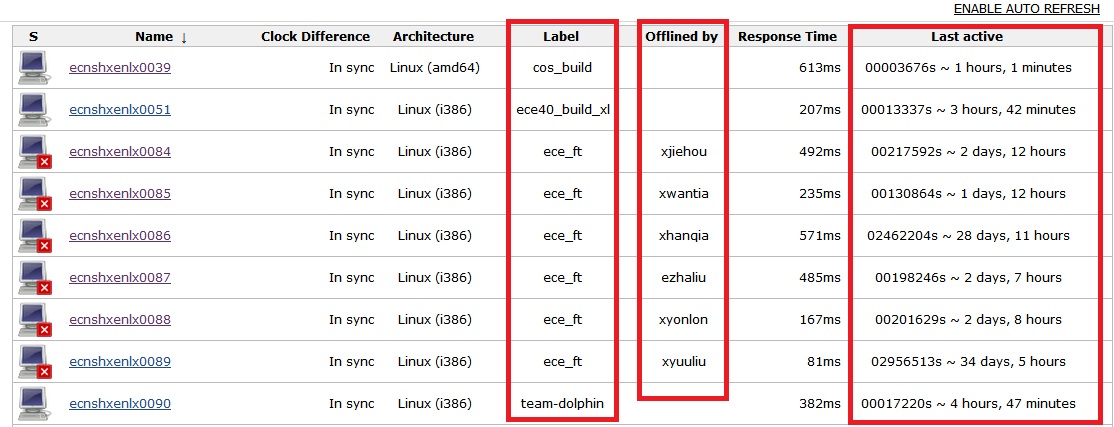 ENABLE AUTO REFRESH
S Name ↓ Clock Difference Architecture Label Offlined by Response Time Last active
ecnshxenlx0039 In sync Linux (amd64) cos_build 613ms 00003676s ~ 1 hours, 1 minutes
ecnshxenlx0051 In sync Linux (i386) ece40_build_xl 207ms 00013337s ~ 3 hours, 42 minutes
ecnshxenlx0084 In sync Linux (i386) ece_ft xjiehou 492ms 00217592s ~ 2 days, 12 hours
ecnshxenlx0085 In sync Linux (i386) ece_ft xwantia 235ms 00130864s ~ 1 days, 12 hours
ecnshxenlx0086 In sync Linux (i386) ece_ft xhanqia 571ms 02462204s ~ 28 days, 11 hours
ecnshxenlx0087 In sync Linux (i386) ece_ft ezhaliu 485ms 00198246s ~ 2 days, 7 hours
ecnshxenlx0088 In sync Linux (i386) ece_ft xyonlon 167ms 00201629s ~ 2 days, 8 hours
ecnshxenlx0089 In sync Linux (i386) ece_ft xyuuliu 81ms 02956513s ~ 34 days, 5 hours
ecnshxenlx0090 In sync Linux (i386) team-dolphin 382ms 00017220s ~ 4 hours, 47 minutes